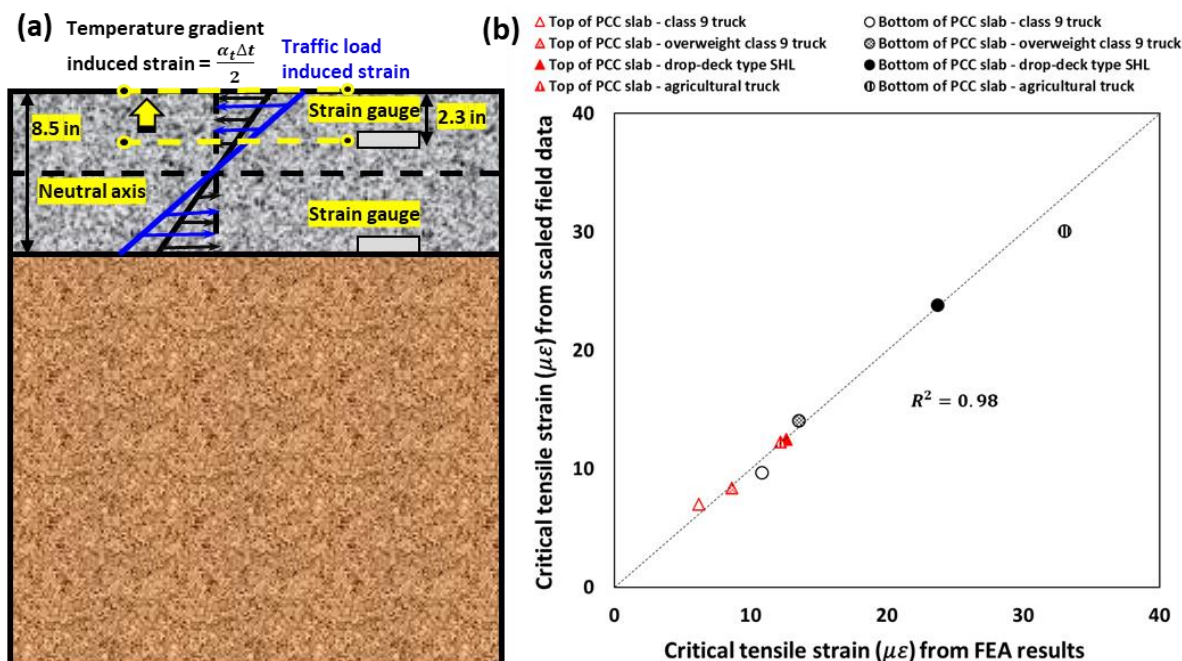 (a)
Temperature gradient
induced strain = αₜΔt/2
Traffic load
induced strain
8.5 in
Strain gauge
2.3 in
Neutral axis
Strain gauge
(b)
Top of PCC slab - class 9 truck
Top of PCC slab - overweight class 9 truck
Top of PCC slab - drop-deck type SHL
Top of PCC slab - agricultural truck
Bottom of PCC slab - class 9 truck
Bottom of PCC slab - overweight class 9 truck
Bottom of PCC slab - drop-deck type SHL
Bottom of PCC slab - agricultural truck
Critical tensile strain (με) from scaled field data
40
30
20
10
0
R² = 0.98
0 10 20 30 40
Critical tensile strain (με) from FEA results